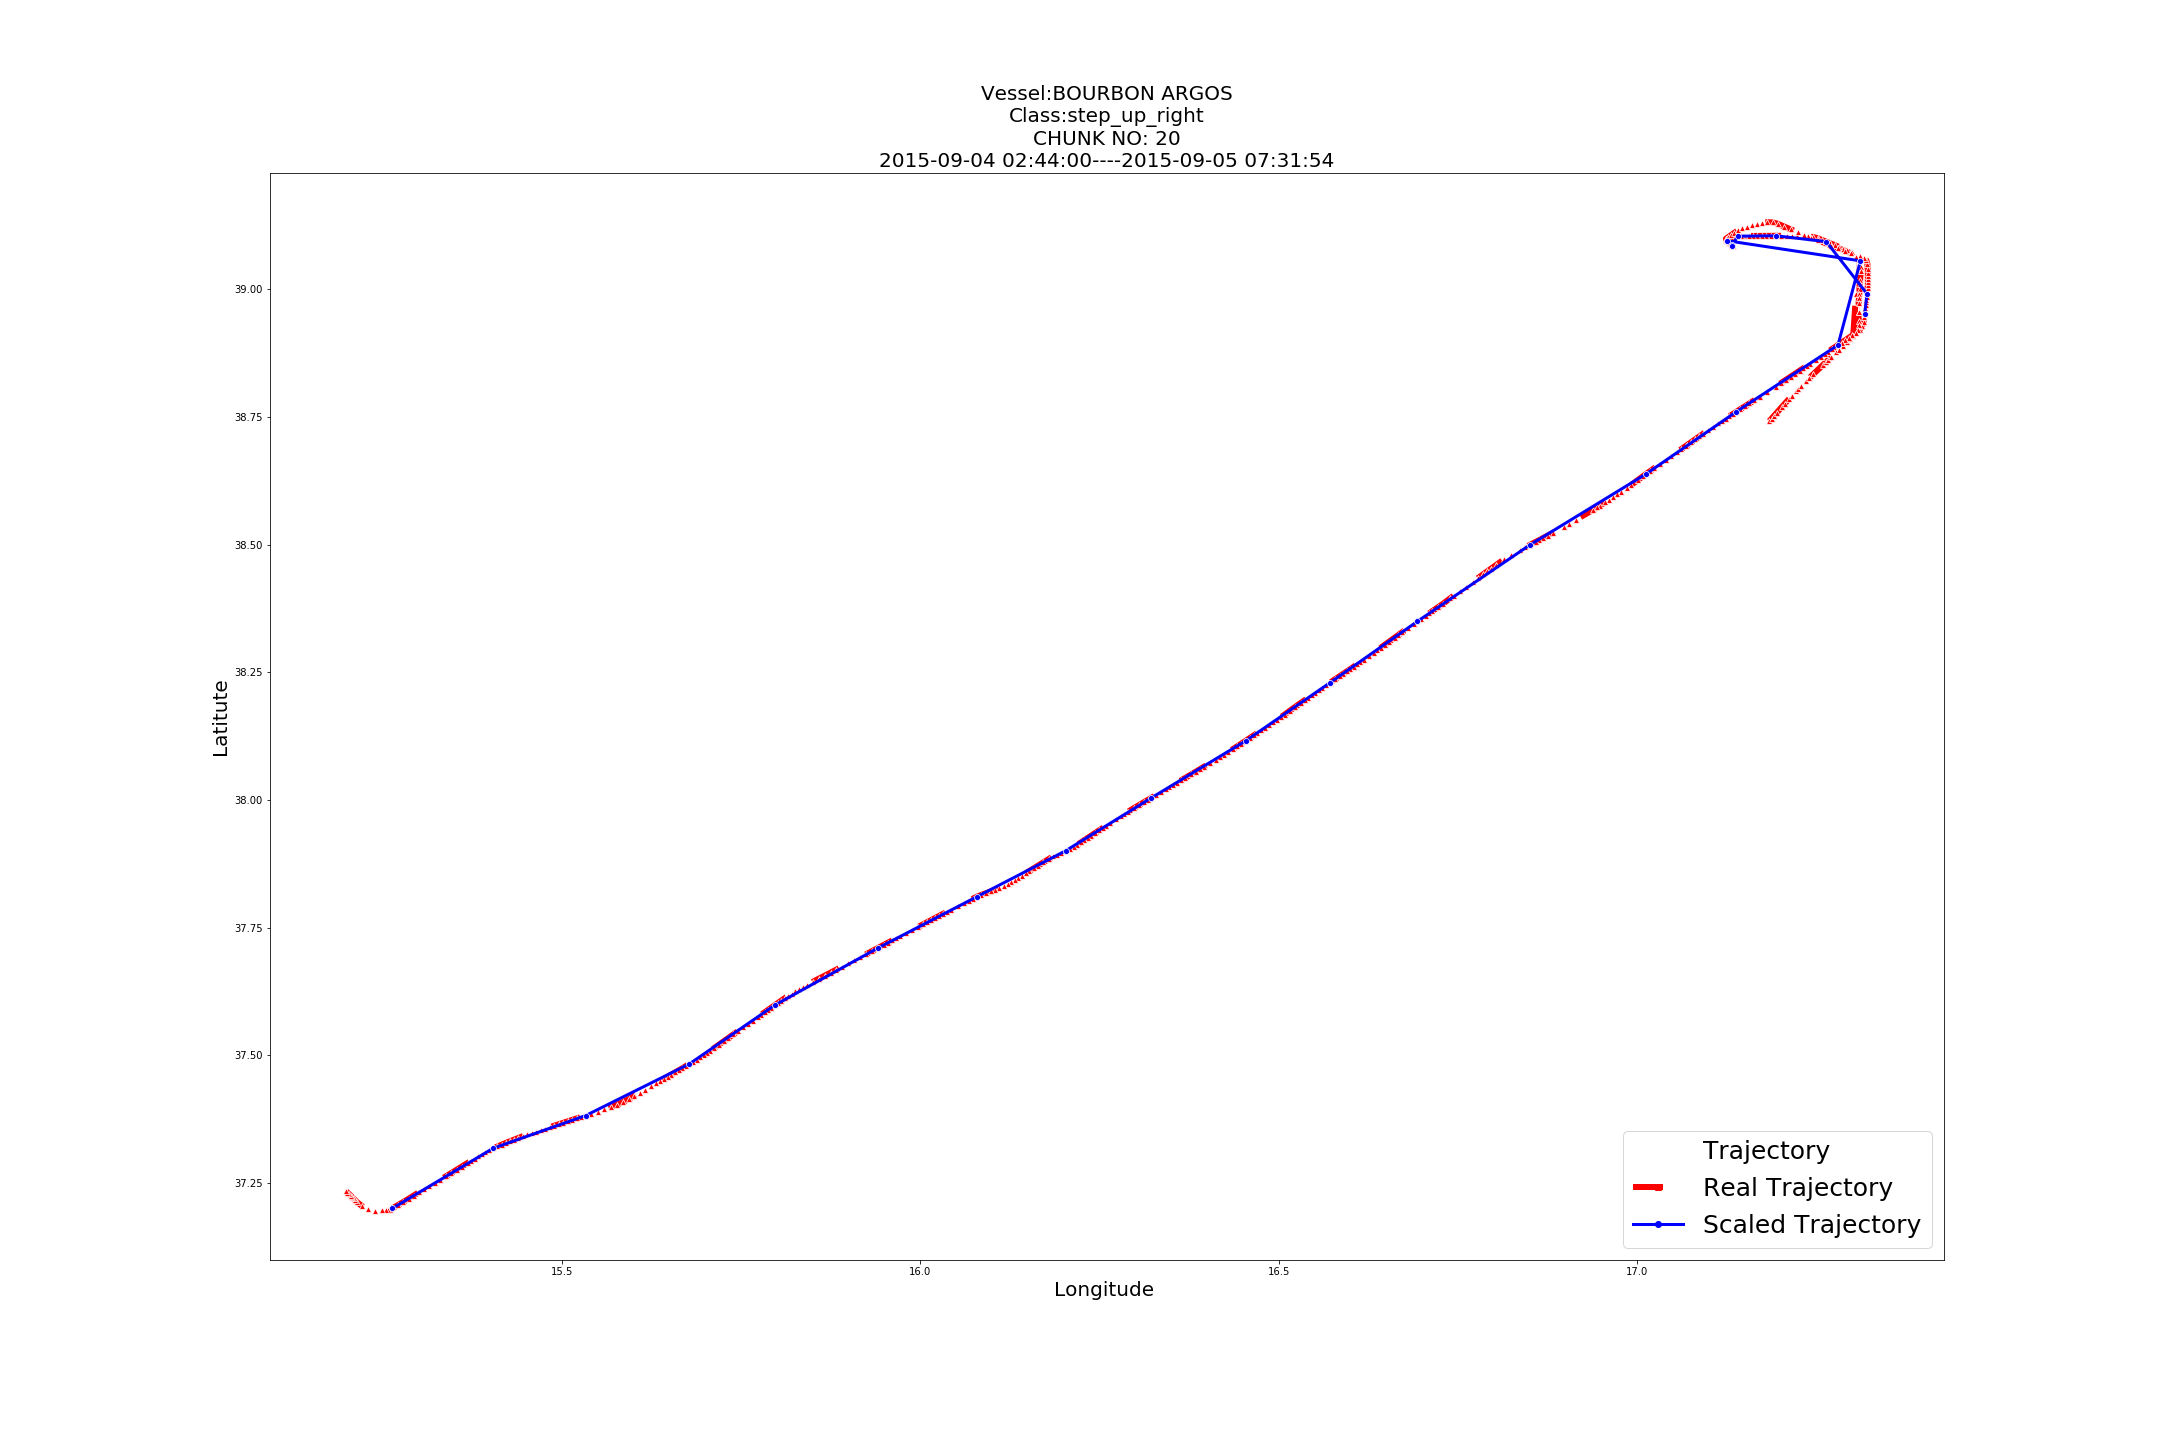 Vessel:BOURBON ARGOS
Class:step_up_right
CHUNK NO: 20
2015-09-04 02:44:00----2015-09-05 07:31:54
39.00
38.75
38.50
38.25
38.00
37.75
37.50
37.25
Latitute
15.5
16.0
16.5
17.0
Longitude
Trajectory
Real Trajectory
Scaled Trajectory